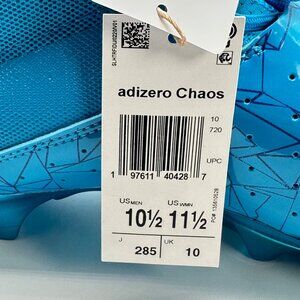 adizero Chaos
10
720
UPC
1 97611 40428 7
US MEN US WMN
10½ 11½
J UK
285 10